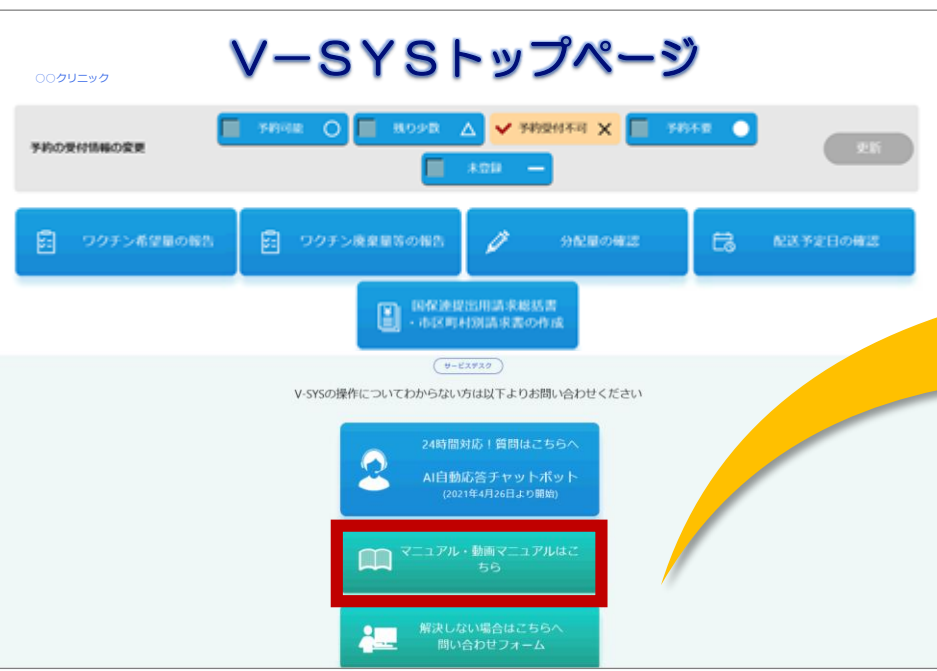 V－SYSトップページ
○○クリニック
予約の受付情報の変更
予約可能 ○
残り少数 △
予約受付不可 ×
予約不要 ●
未登録 ー
更新
ワクチン希望量の報告
ワクチン廃棄量等の報告
分配量の確認
配送予定日の確認
国保連提出用請求総括書
・市区町村別請求書の作成
サービスデスク
V-SYSの操作についてわからない方は以下よりお問い合わせください
24時間対応！質問はこちらへ
AI自動応答チャットボット
(2021年4月26日より開始)
マニュアル・動画マニュアルはこ
ちら
解決しない場合はこちらへ
問い合わせフォーム